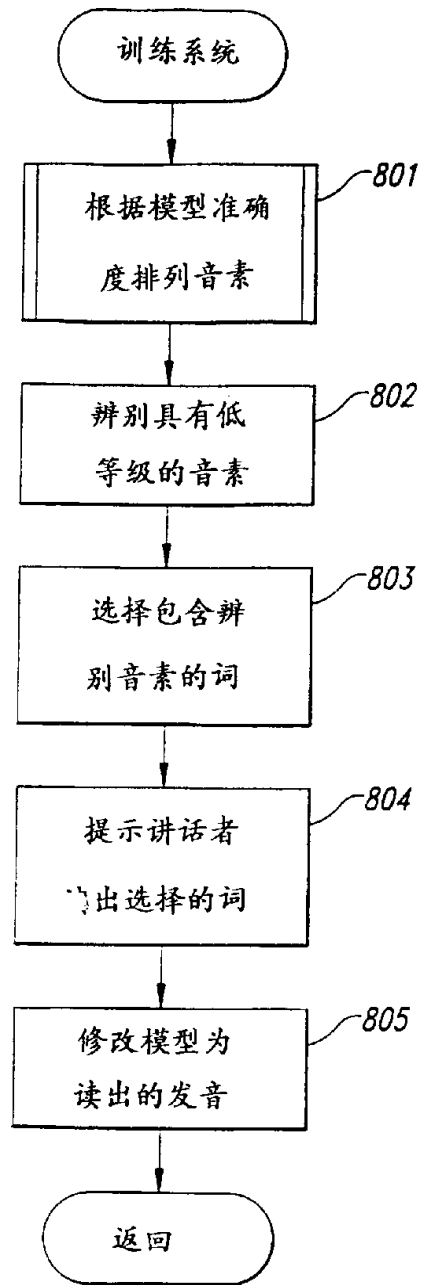 训练系统
801
根据模型准确
度排列音素
802
辨别具有低
等级的音素
803
选择包含辨
别音素的词
804
提示讲话者
出选择的词
805
修改模型为
读出的发音
返回